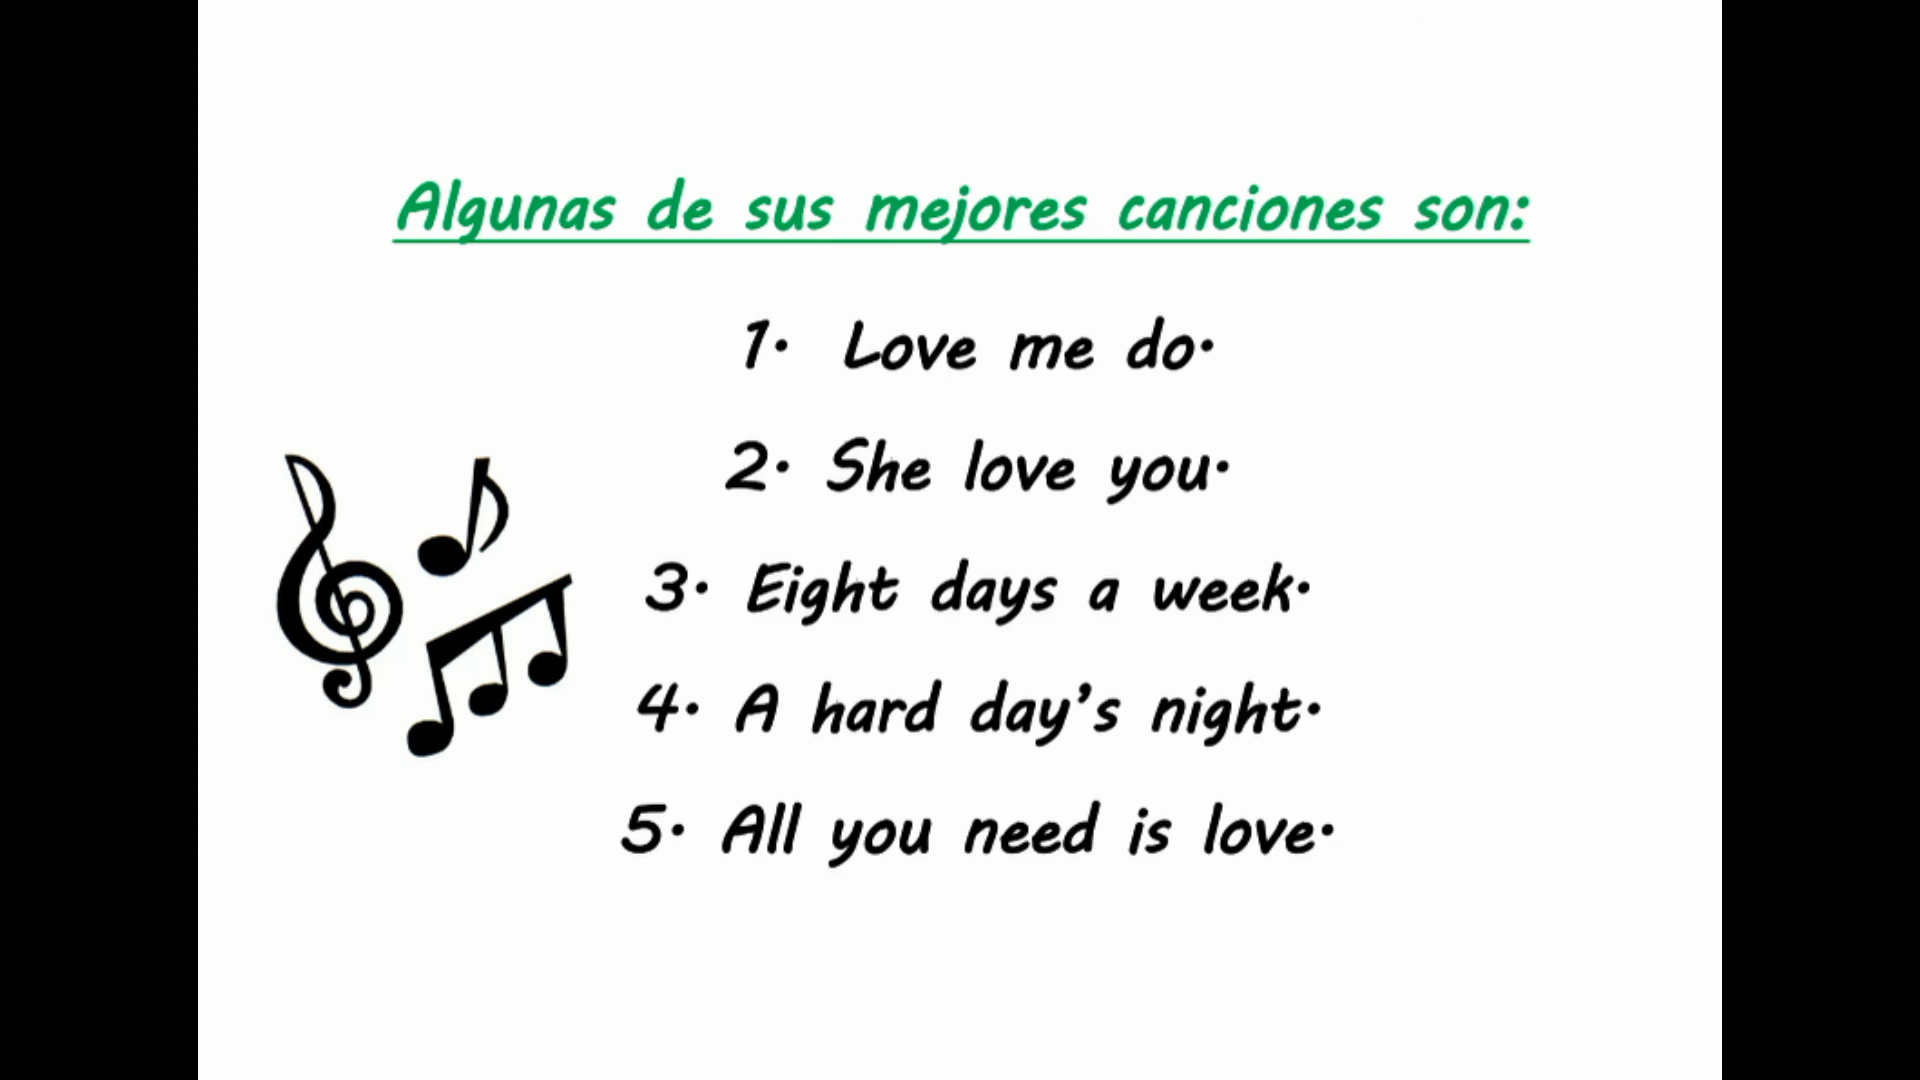 Algunas de sus mejores canciones son:
1. Love me do.
2. She love you.
3. Eight days a week.
4. A hard day’s night.
5. All you need is love.